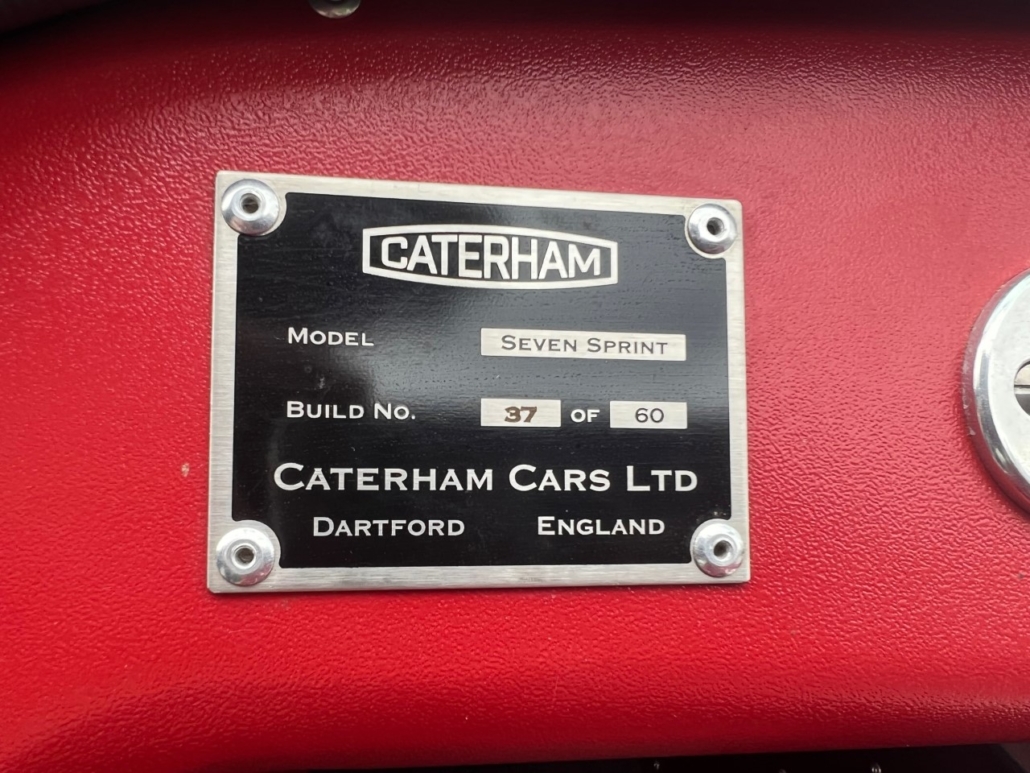 CATERHAM
MODEL SEVEN SPRINT
BUILD NO. 37 OF 60
CATERHAM CARS LTD
DARTFORD ENGLAND